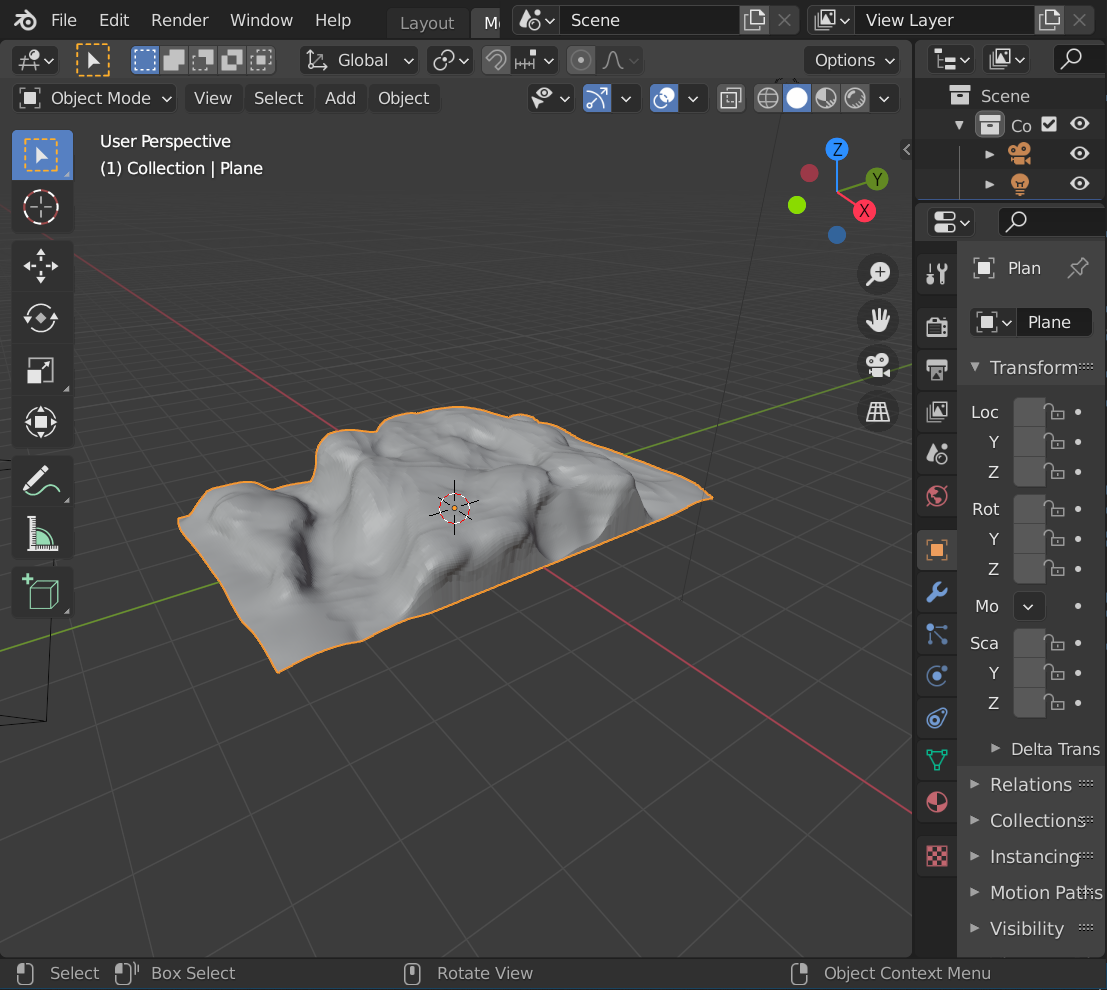 File Edit Render Window Help Layout Scene View Layer
Global Options
Object Mode View Select Add Object
User Perspective
(1) Collection | Plane
Z
Y
X
Scene
Co
Plan
Plane
Transform
Loc
Y
Z
Rot
Y
Z
Mo
Sca
Y
Z
Delta Trans
Relations
Collections
Instancing
Motion Paths
Visibility
Select Box Select Rotate View Object Context Menu